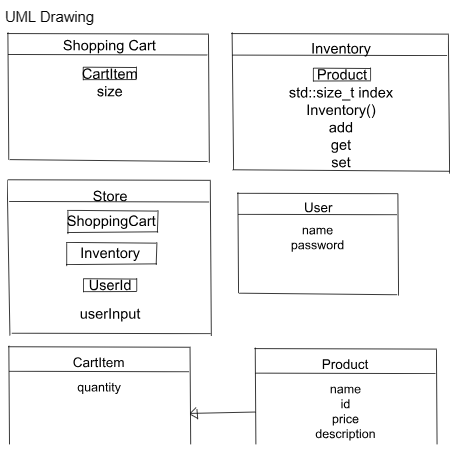 UML Drawing
Shopping Cart
CartItem
size
Inventory
Product
std::size_t index
Inventory()
add
get
set
Store
ShoppingCart
Inventory
UserId
userInput
User
name
password
CartItem
quantity
Product
name
id
price
description